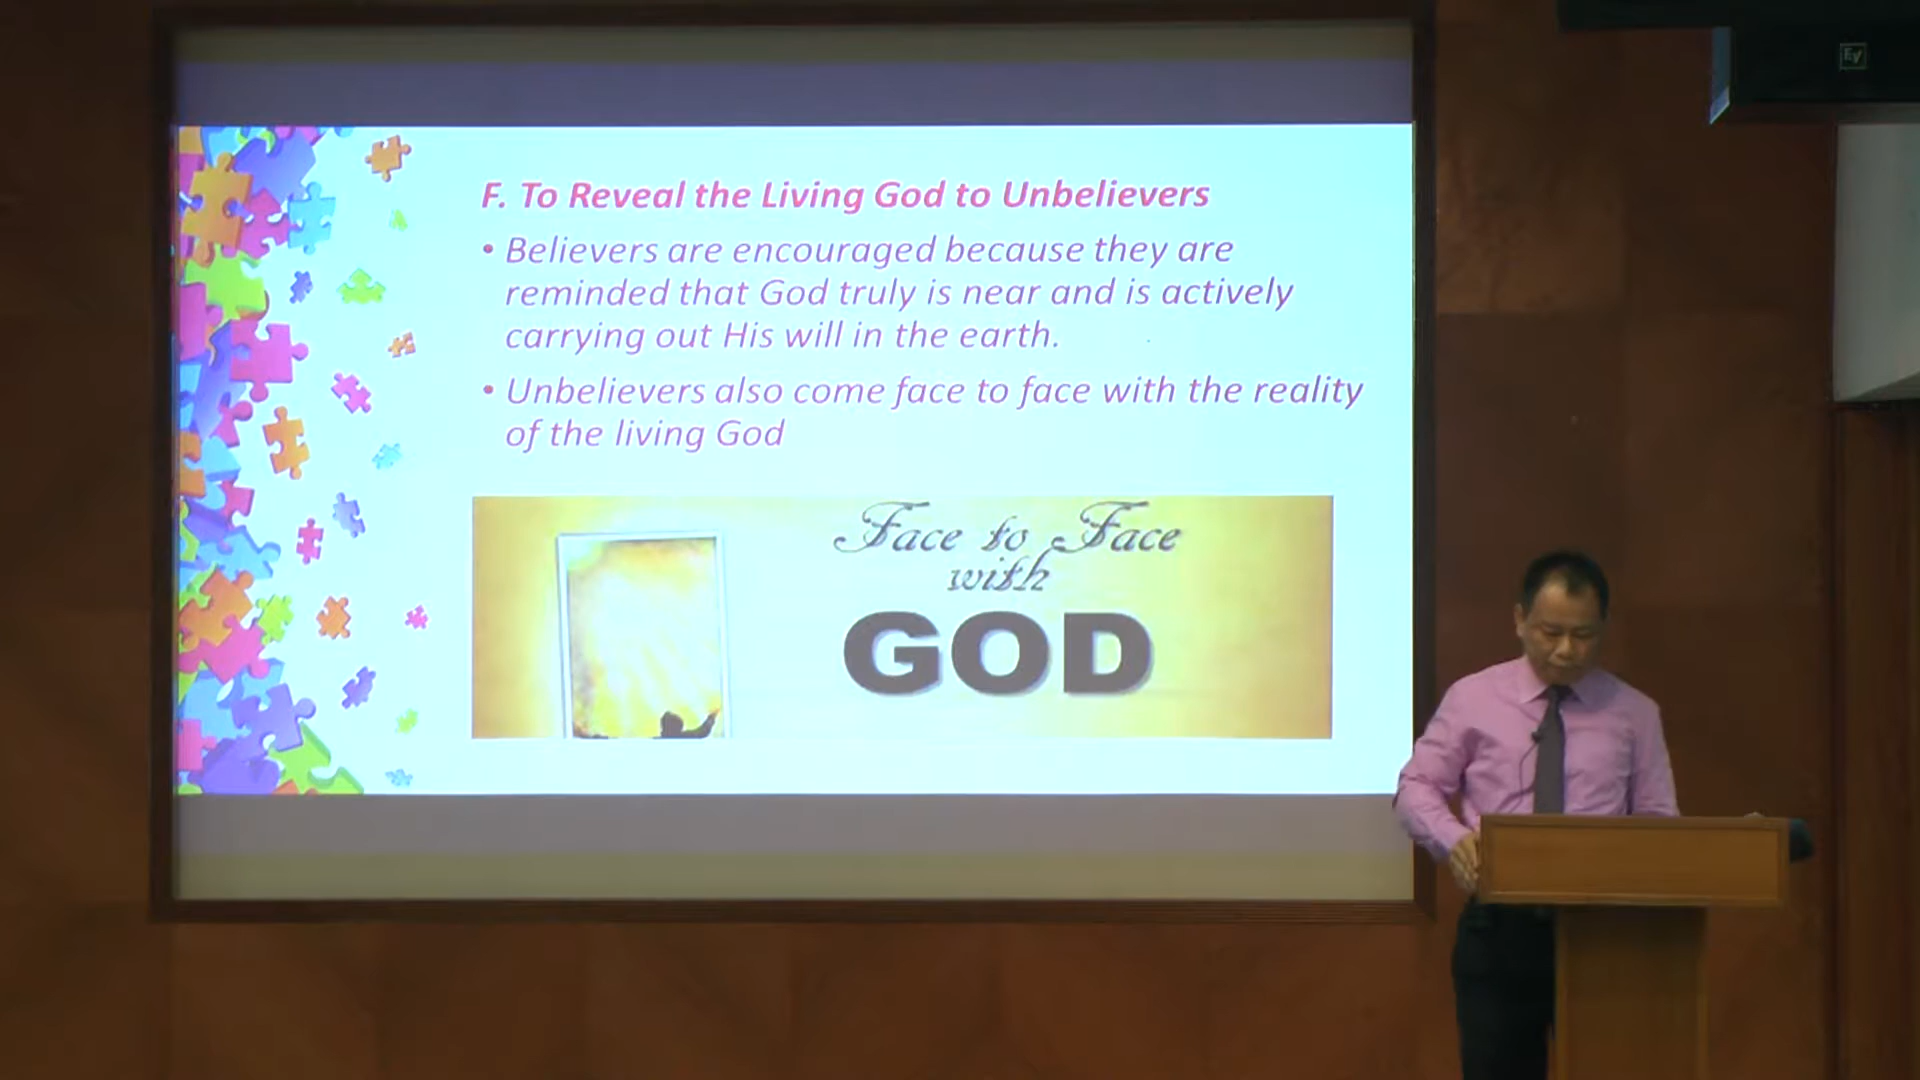 F. To Reveal the Living God to Unbelievers
• Believers are encouraged because they are
reminded that God truly is near and is actively
carrying out His will in the earth.
• Unbelievers also come face to face with the reality
of the living God
Face to Face
with
GOD
EV